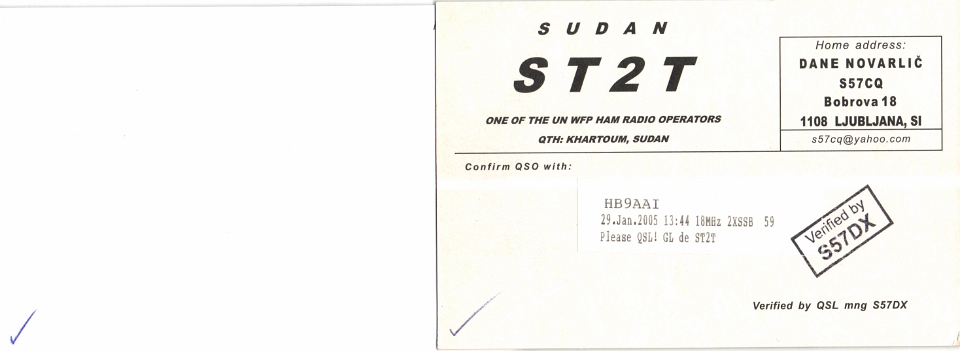 SUDAN
ST2T
ONE OF THE UN WFP HAM RADIO OPERATORS
QTH: KHARTOUM, SUDAN
Home address:
DANE NOVARLIČ
S57CQ
Bobrova 18
1108 LJUBLJANA, SI
s57cq@yahoo.com
Confirm QSO with:
HB9AAI
29.Jan.2005 13:44 18MHz 2XSSB 59
Please QSL! GL de ST2T
Verified by
S57DX
Verified by QSL mng S57DX